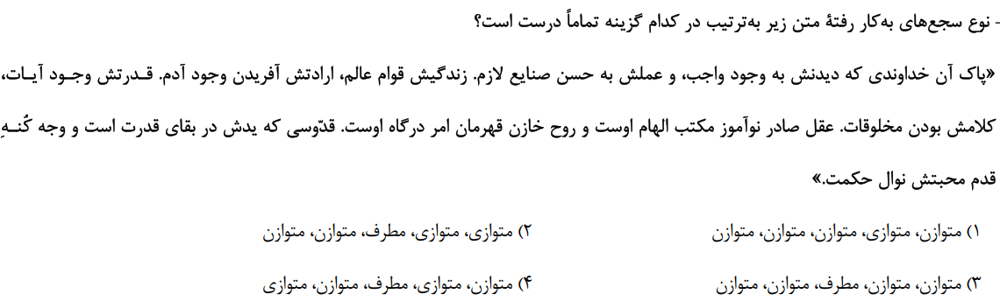 - نوع سجع‌های به‌کار رفتهٔ متن زیر به‌ترتیب در کدام گزینه تماماً درست است؟
«پاک آن خداوندی که دیدنش به وجود واجب، و عملش به حسن صنایع لازم. زندگیش قوام عالم، ارادتش آفریدن وجود آدم. قـدرتش وجـود آیـات،
کلامش بودن مخلوقات. عقل صادر نوآموز مکتب الهام اوست و روح خازن قهرمان امر درگاه اوست. قدّوسی که یدش در بقای قدرت است و وجه کُنـهِ
قدم محبتش نوال حکمت.»
۱) متوازن، متوازی، متوازن، متوازن، متوازن
۲) متوازی، متوازی، مطرف، متوازن، متوازن
۳) متوازن، متوازن، مطرف، متوازن، متوازن
۴) متوازن، متوازی، مطرف، متوازن، متوازی